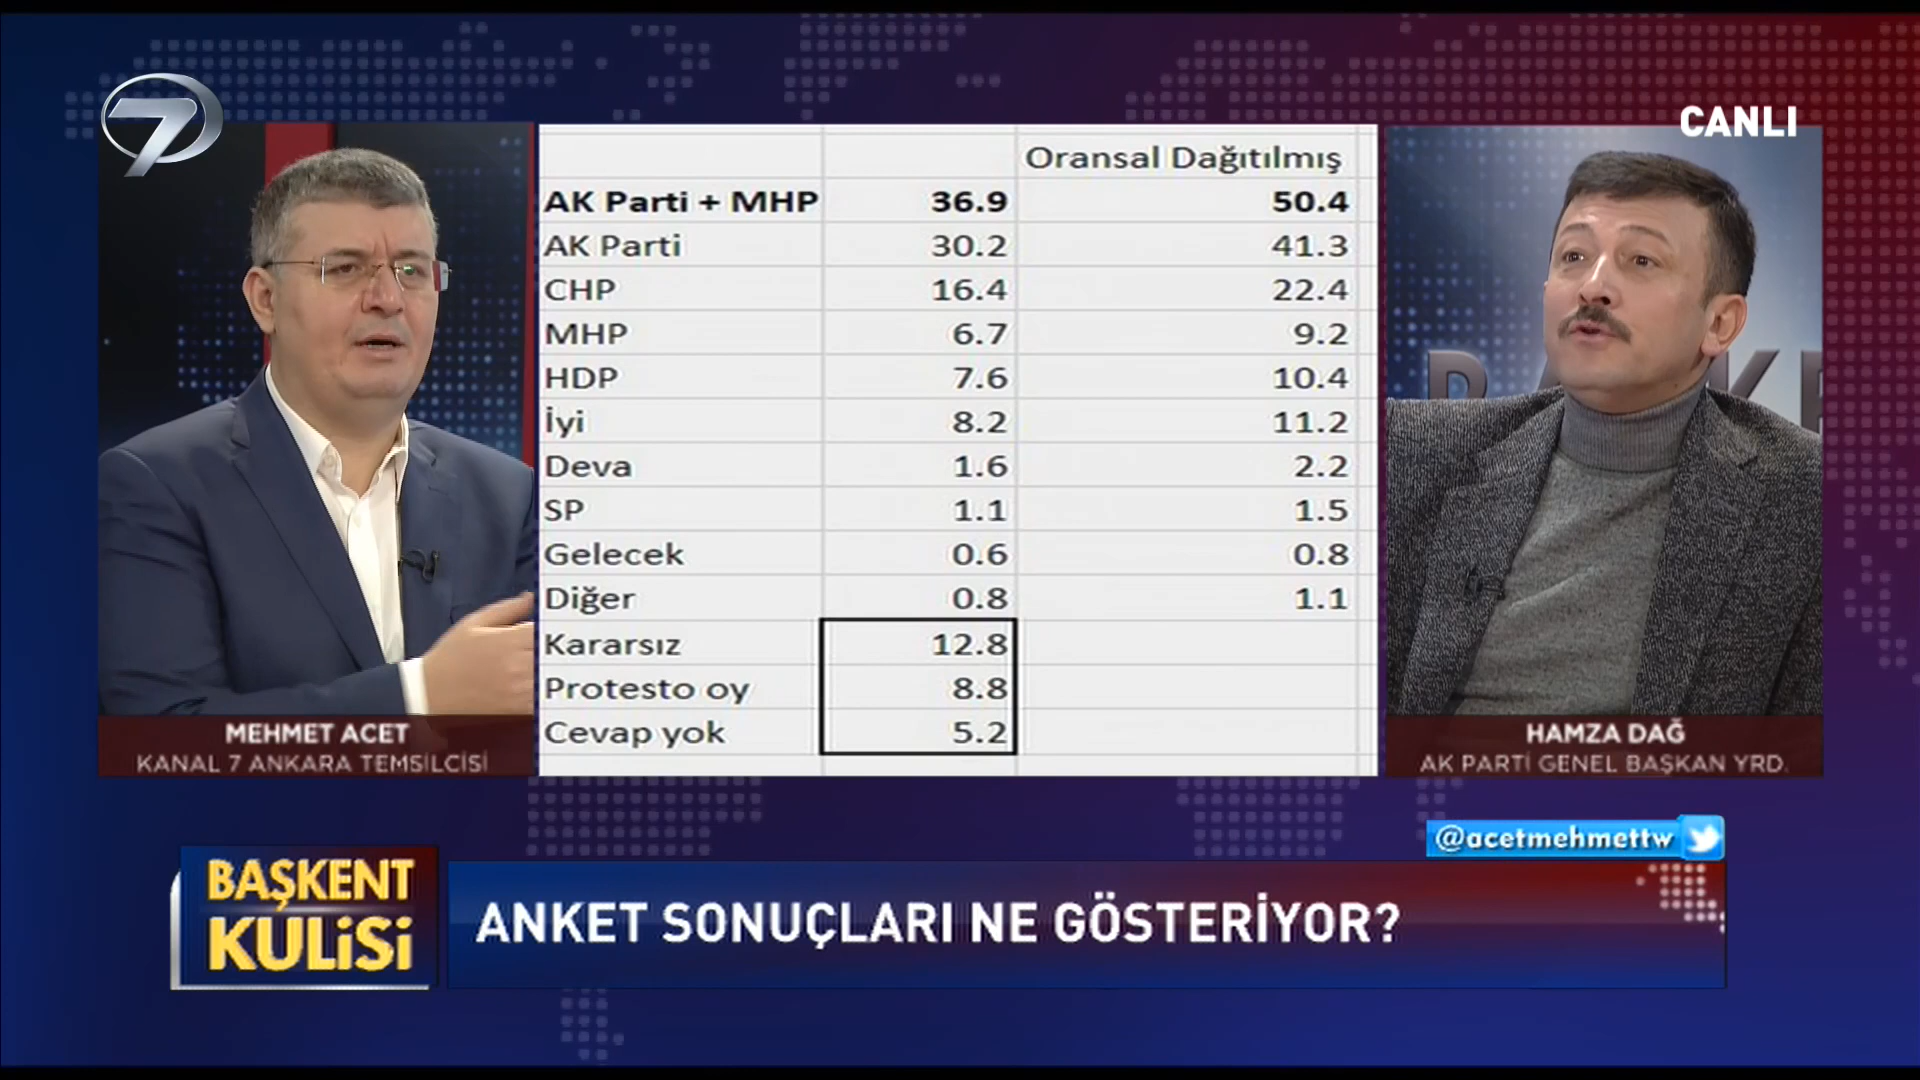 7
CANLI
Oransal Dağıtılmış
AK Parti + MHP 36.9 50.4
AK Parti 30.2 41.3
CHP 16.4 22.4
MHP 6.7 9.2
HDP 7.6 10.4
İyi 8.2 11.2
Deva 1.6 2.2
SP 1.1 1.5
Gelecek 0.6 0.8
Diğer 0.8 1.1
Kararsız 12.8
Protesto oy 8.8
Cevap yok 5.2
MEHMET ACET
KANAL 7 ANKARA TEMSİLCİSİ
HAMZA DAĞ
AK PARTİ GENEL BAŞKAN YRD.
@acetmehmettw
BAŞKENT
KULiSi
ANKET SONUÇLARI NE GÖSTERİYOR?